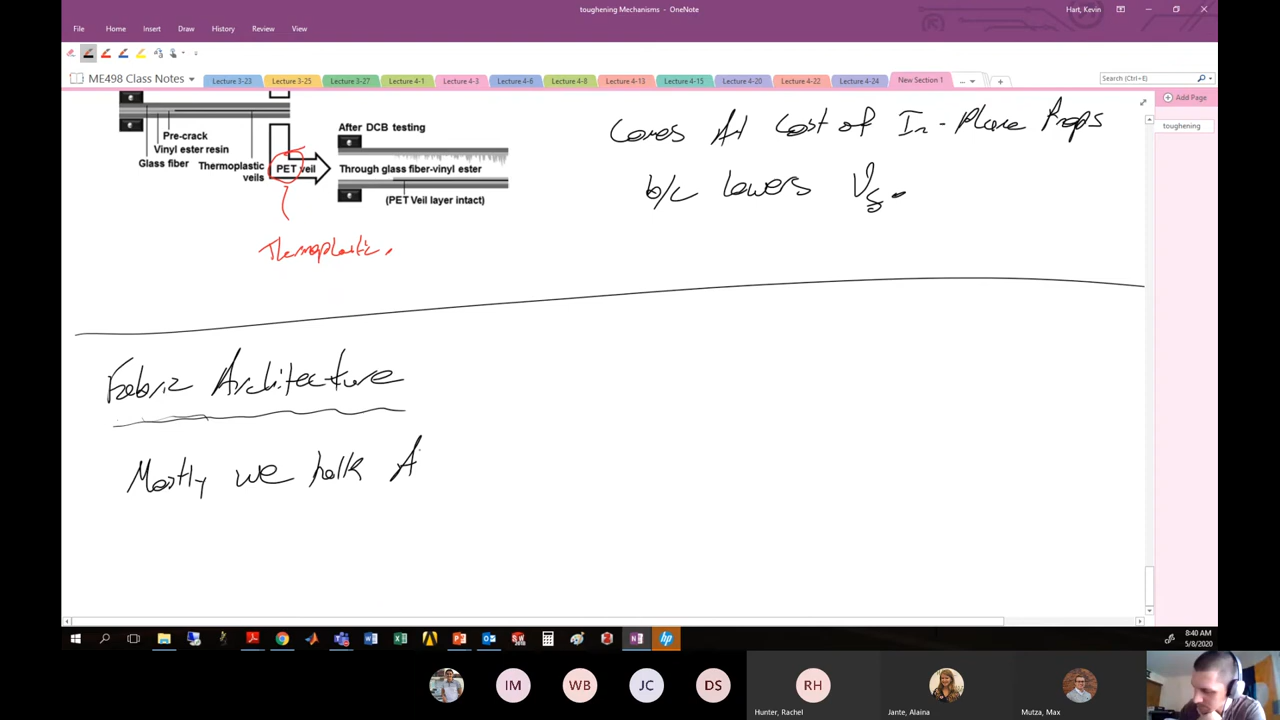 toughening Mechanisms - OneNote
Hart, Kevin
File Home Insert Draw History Review View
ME498 Class Notes
Lecture 3-23 Lecture 3-25 Lecture 3-27 Lecture 4-1 Lecture 4-3 Lecture 4-6 Lecture 4-8 Lecture 4-13 Lecture 4-15 Lecture 4-20 Lecture 4-22 Lecture 4-24 New Section 1
Search (Ctrl+E)
Add Page
toughening
Pre-crack
Vinyl ester resin
Glass fiber
Thermoplastic
veils
PET veil
After DCB testing
Through glass fiber-vinyl ester
(PET Veil layer intact)
Thermoplastic.
Comes At Cost of In-Plane Props
b/c lowers Vf.
Fabric Architecture
Mostly we talk A
8:40 AM
5/8/2020
IM WB JC DS RH
Hunter, Rachel
Jante, Alaina
Mutza, Max